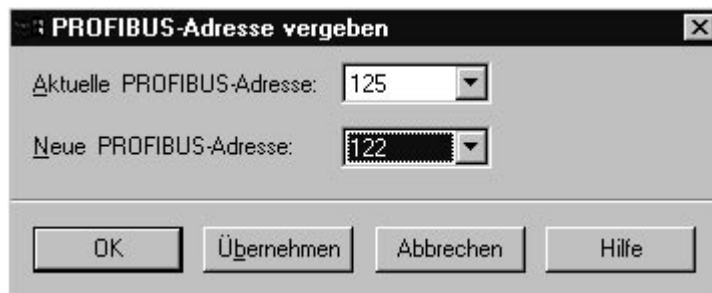 PROFIBUS-Adresse vergeben
Aktuelle PROFIBUS-Adresse: 125
Neue PROFIBUS-Adresse: 122
OK Übernehmen Abbrechen Hilfe